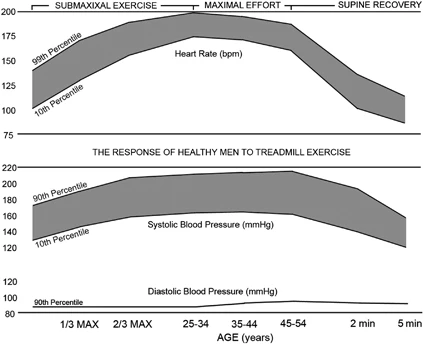 SUBMAXIXAL EXERCISE MAXIMAL EFFORT SUPINE RECOVERY
200
175
150
125
100
75
99th Percentile
10th Percentile
Heart Rate (bpm)
THE RESPONSE OF HEALTHY MEN TO TREADMILL EXERCISE
220
200
180
160
140
120
90th Percentile
10th Percentile
Systolic Blood Pressure (mmHg)
120
100
80
Diastolic Blood Pressure (mmHg)
90th Percentile
1/3 MAX 2/3 MAX 25-34 35-44 45-54 2 min 5 min
AGE (years)